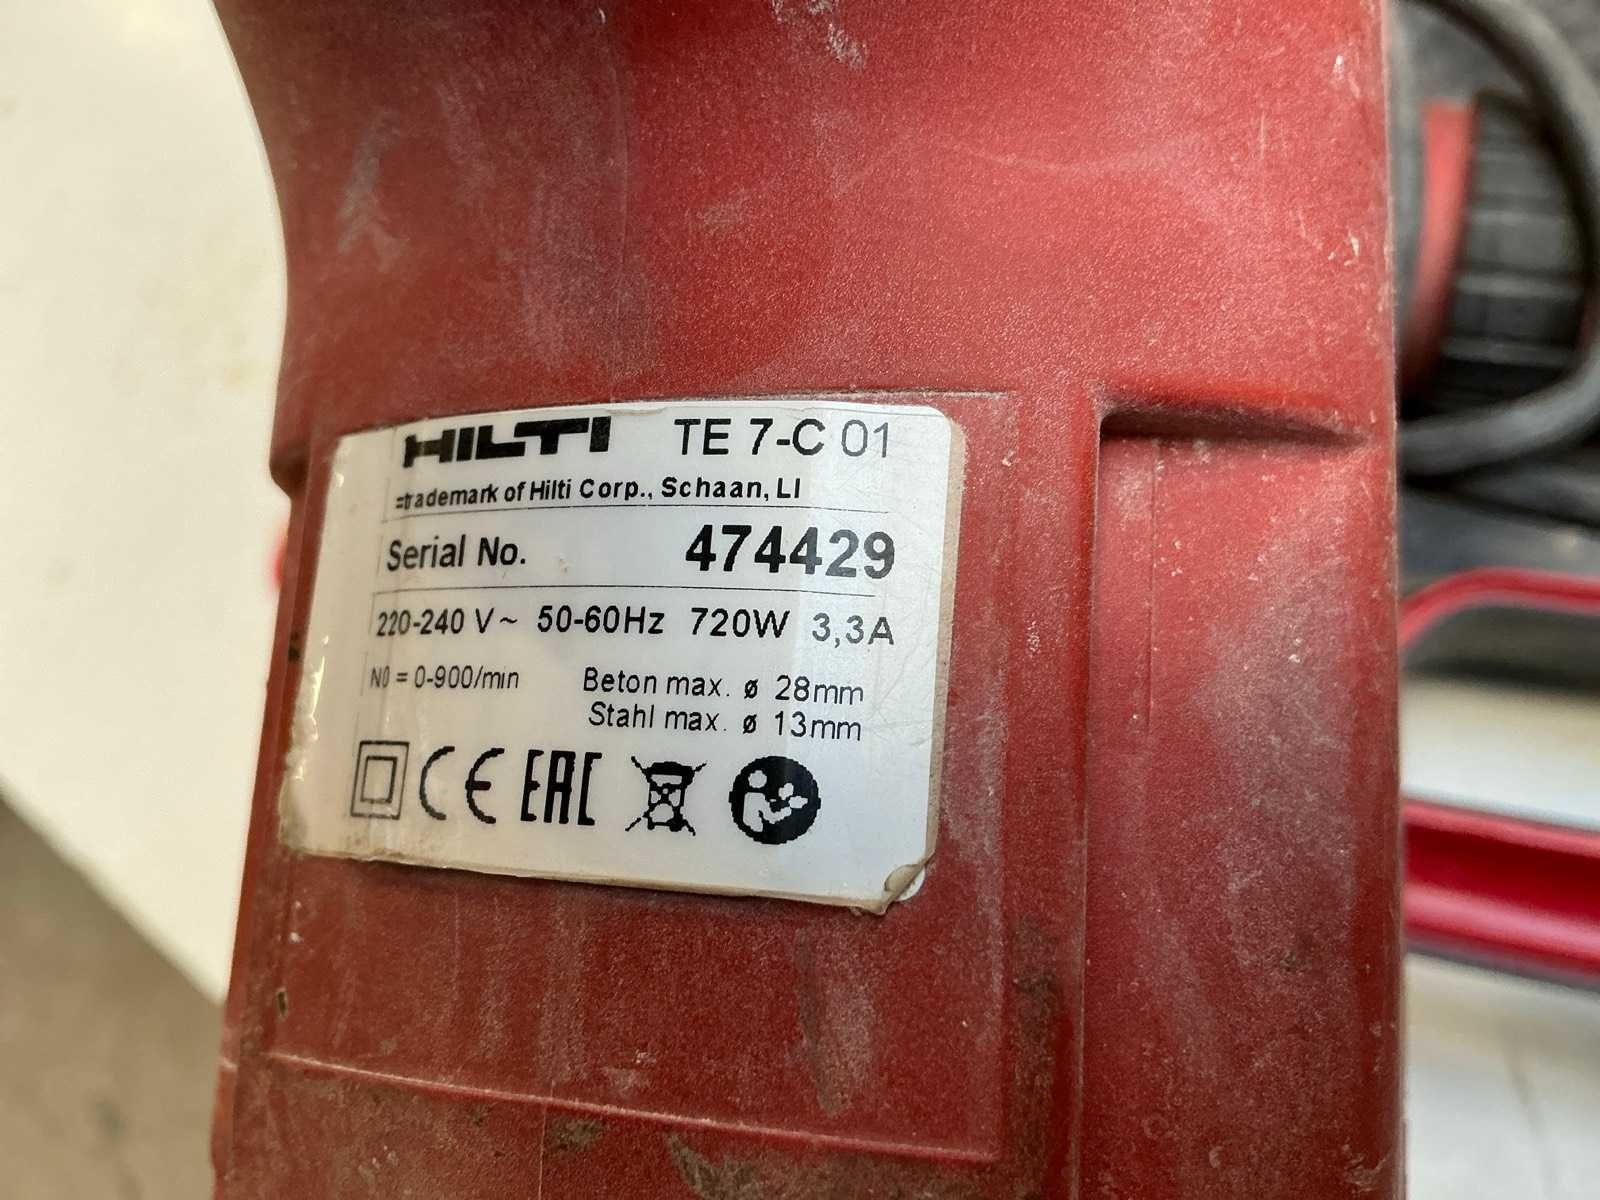 HILTI TE 7-C 01
=trademark of Hilti Corp., Schaan, LI
Serial No. 474429
220-240 V ~ 50-60Hz 720W 3,3A
N0 = 0-900/min Beton max. ø 28mm
Stahl max. ø 13mm
CE EAC